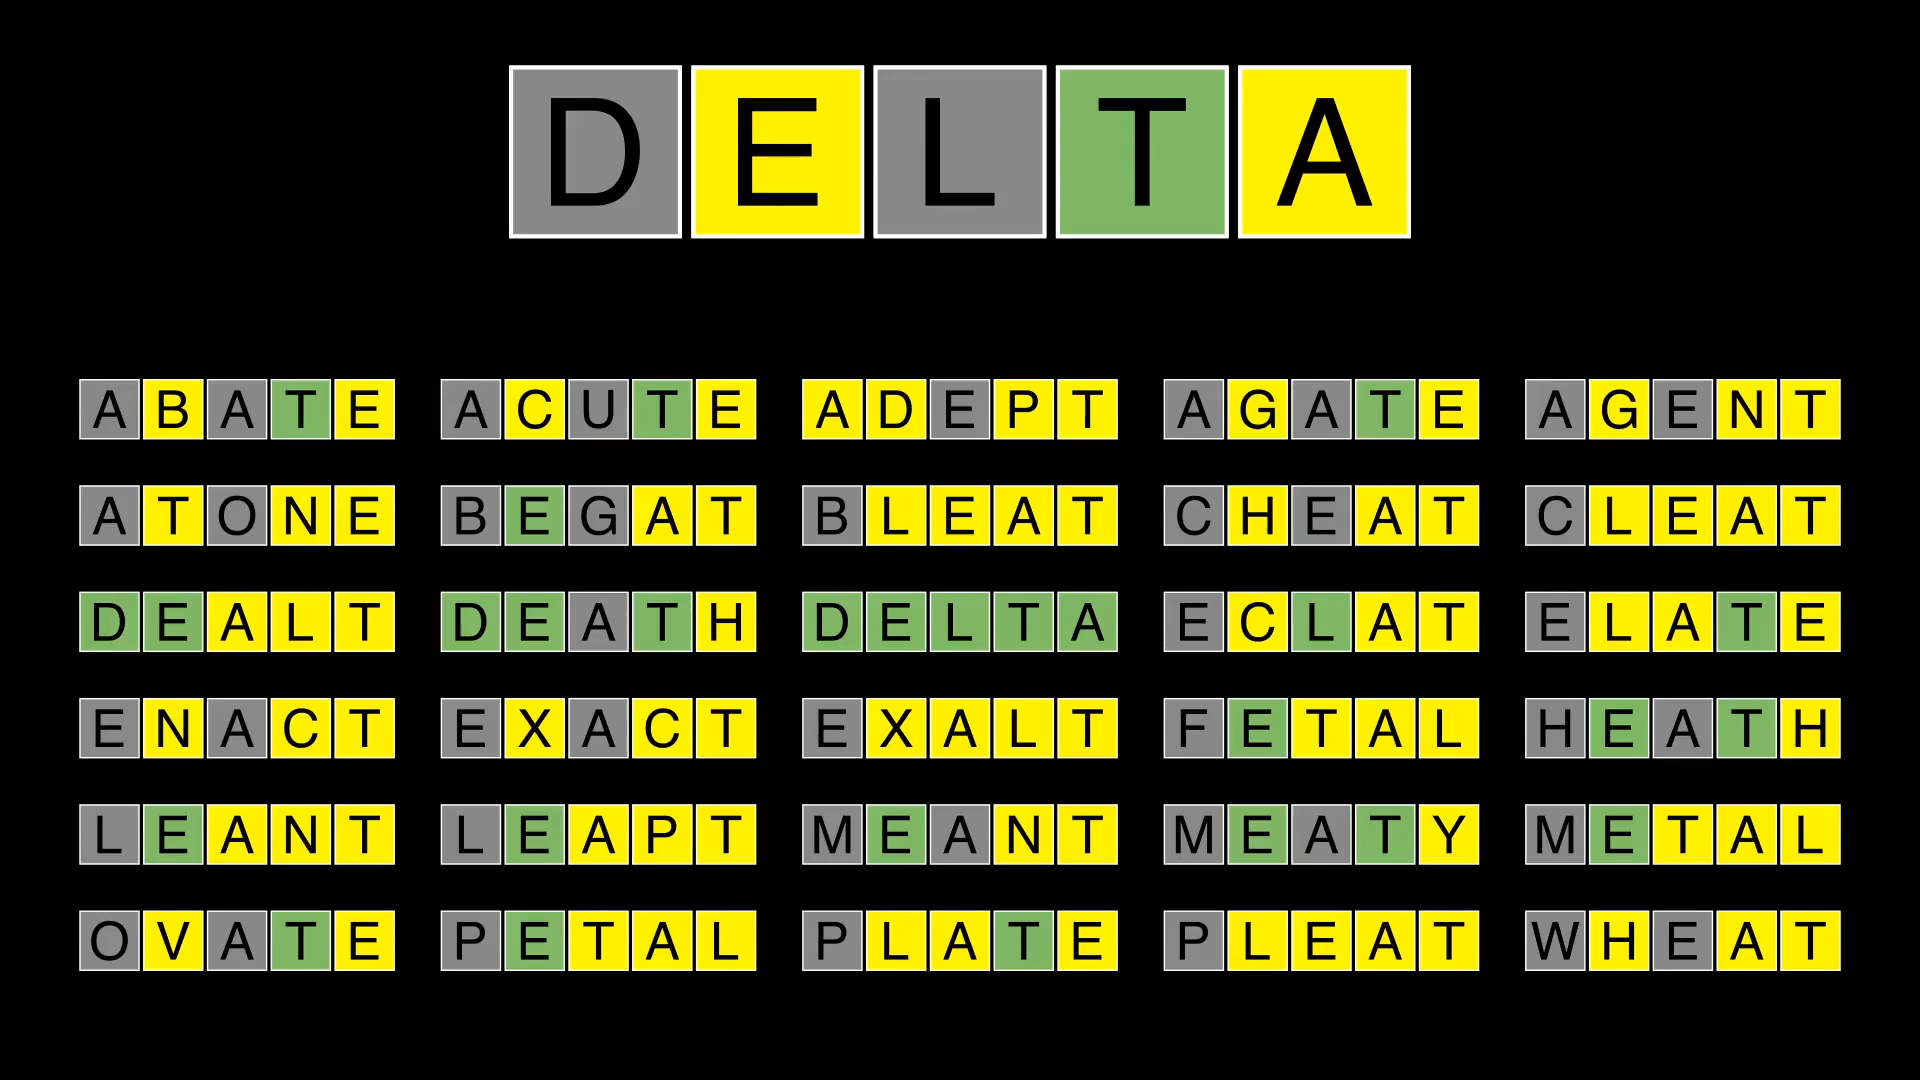 DELTA
ABATE ACUTE ADEPT AGATE AGENT
ATONE BEGAT BLEAT CHEAT CLEAT
DEALT DEATH DELTA ECLAT ELATE
ENACT EXACT EXALT FETAL HEATH
LEANT LEAPT MEANT MEATY METAL
OVATE PETAL PLATE PLEAT WHEAT